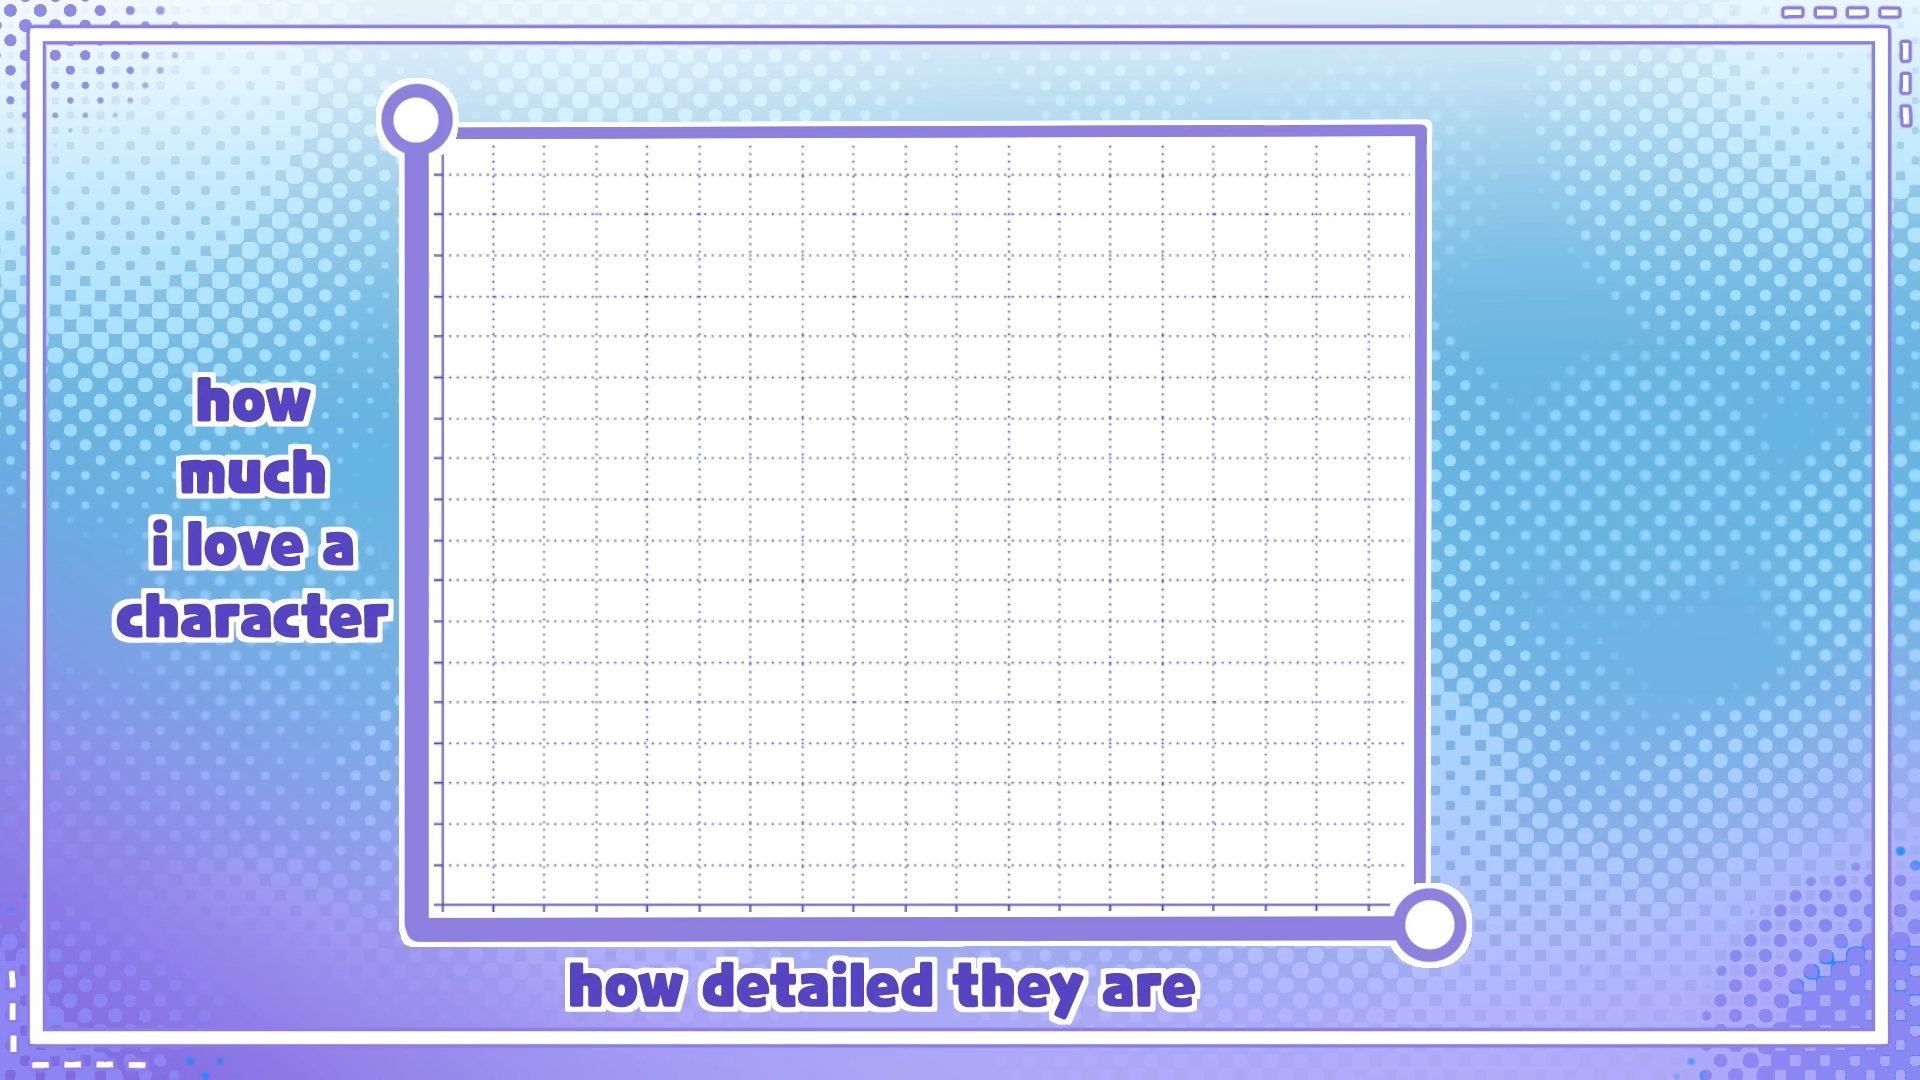 how
much
i love a
character
how detailed they are